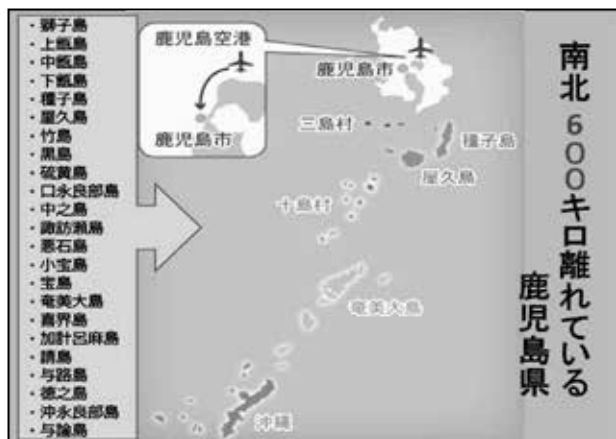 ・獅子島
・上甑島
・中甑島
・下甑島
・種子島
・屋久島
・竹島
・黒島
・硫黄島
・口永良部島
・中之島
・諏訪瀬島
・悪石島
・小宝島
・宝島
・奄美大島
・喜界島
・加計呂麻島
・請島
・与路島
・徳之島
・沖永良部島
・与論島
鹿児島空港
鹿児島市
鹿児島市
三島村
種子島
屋久島
十島村
奄美大島
沖縄
南北600キロ離れている
鹿児島県